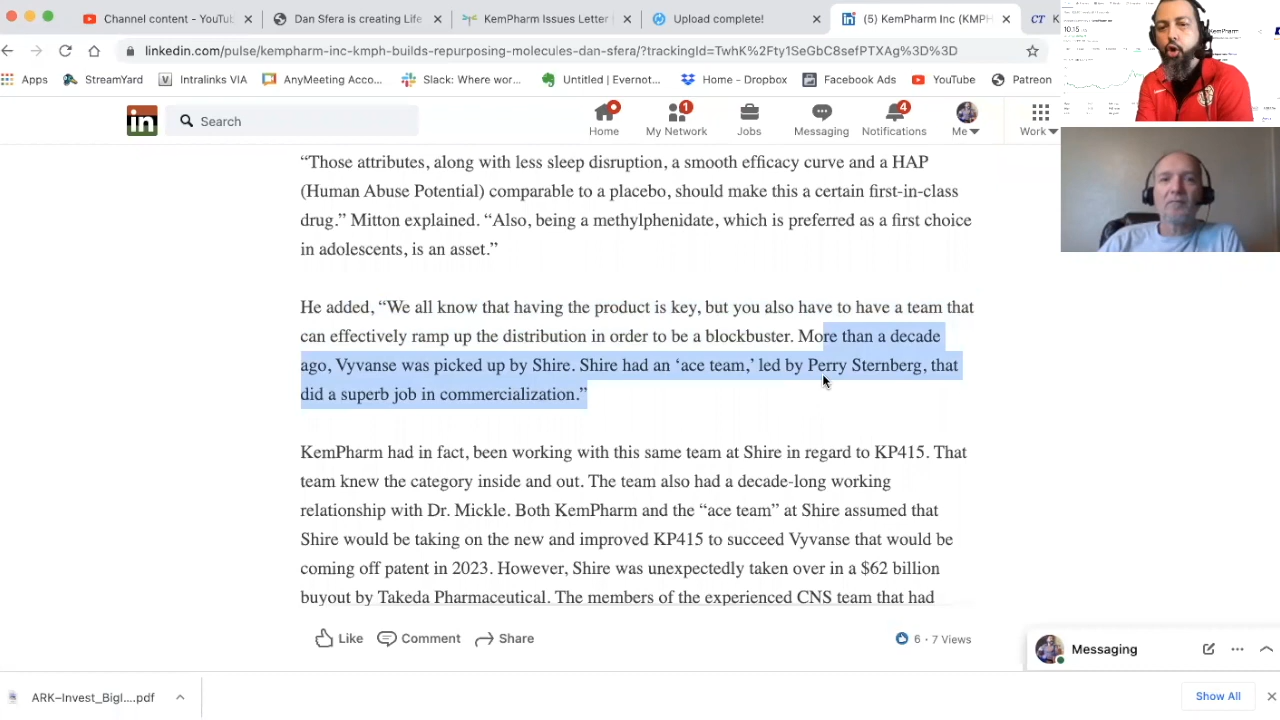 Channel content - YouTu
Dan Sfera is creating Life
KemPharm Issues Letter
Upload complete!
(5) KemPharm Inc (KMPH
CT K
linkedin.com/pulse/kempharm-inc-kmph-builds-repurposing-molecules-dan-sfera/?trackingId=TwhK%2Fty1SeGbC8sefPTXAg%3D%3D
Apps
StreamYard
Intralinks VIA
AnyMeeting Acco...
Slack: Where wor...
Untitled | Evernot...
Home - Dropbox
Facebook Ads
YouTube
Patreon
KemPharm
10.15
in
Search
1
4
Home
My Network
Jobs
Messaging
Notifications
Me
Work
“Those attributes, along with less sleep disruption, a smooth efficacy curve and a HAP
(Human Abuse Potential) comparable to a placebo, should make this a certain first-in-class
drug.” Mitton explained. “Also, being a methylphenidate, which is preferred as a first choice
in adolescents, is an asset.”
He added, “We all know that having the product is key, but you also have to have a team that
can effectively ramp up the distribution in order to be a blockbuster. More than a decade
ago, Vyvanse was picked up by Shire. Shire had an ‘ace team,’ led by Perry Sternberg, that
did a superb job in commercialization.”
KemPharm had in fact, been working with this same team at Shire in regard to KP415. That
team knew the category inside and out. The team also had a decade-long working
relationship with Dr. Mickle. Both KemPharm and the “ace team” at Shire assumed that
Shire would be taking on the new and improved KP415 to succeed Vyvanse that would be
coming off patent in 2023. However, Shire was unexpectedly taken over in a $62 billion
buyout by Takeda Pharmaceutical. The members of the experienced CNS team that had
Like
Comment
Share
6 · 7 Views
Messaging
ARK–Invest_BigI....pdf
Show All